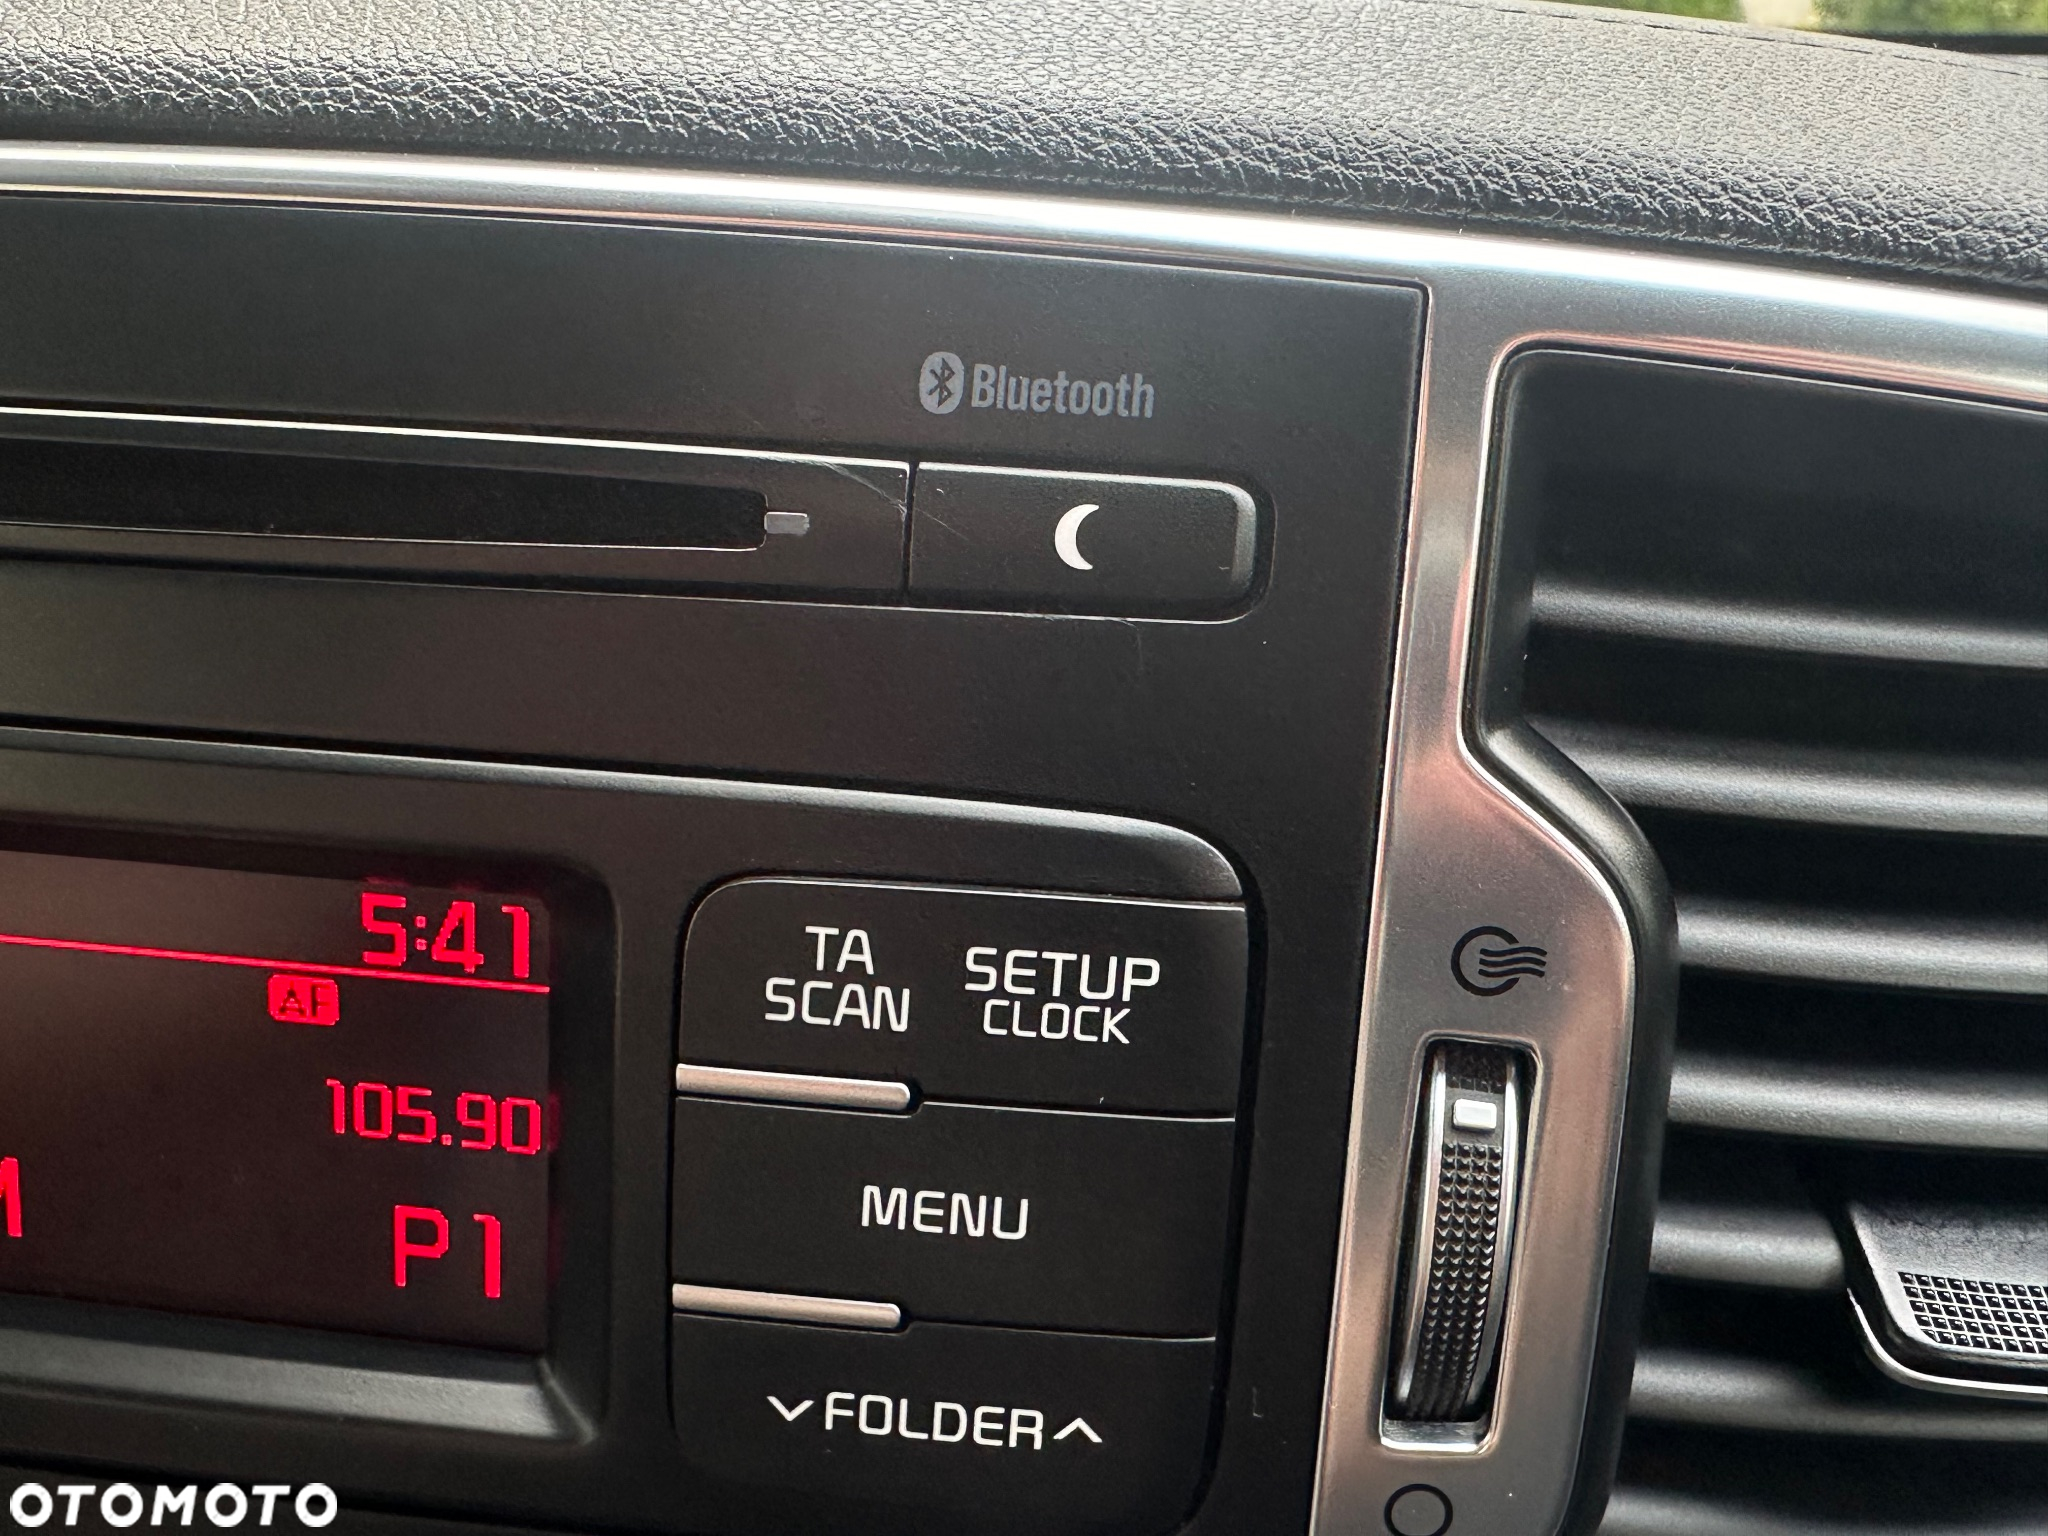 Bluetooth
5:41
AF
105.90
P1
TA
SCAN
SETUP
CLOCK
MENU
FOLDER
OTOMOTO